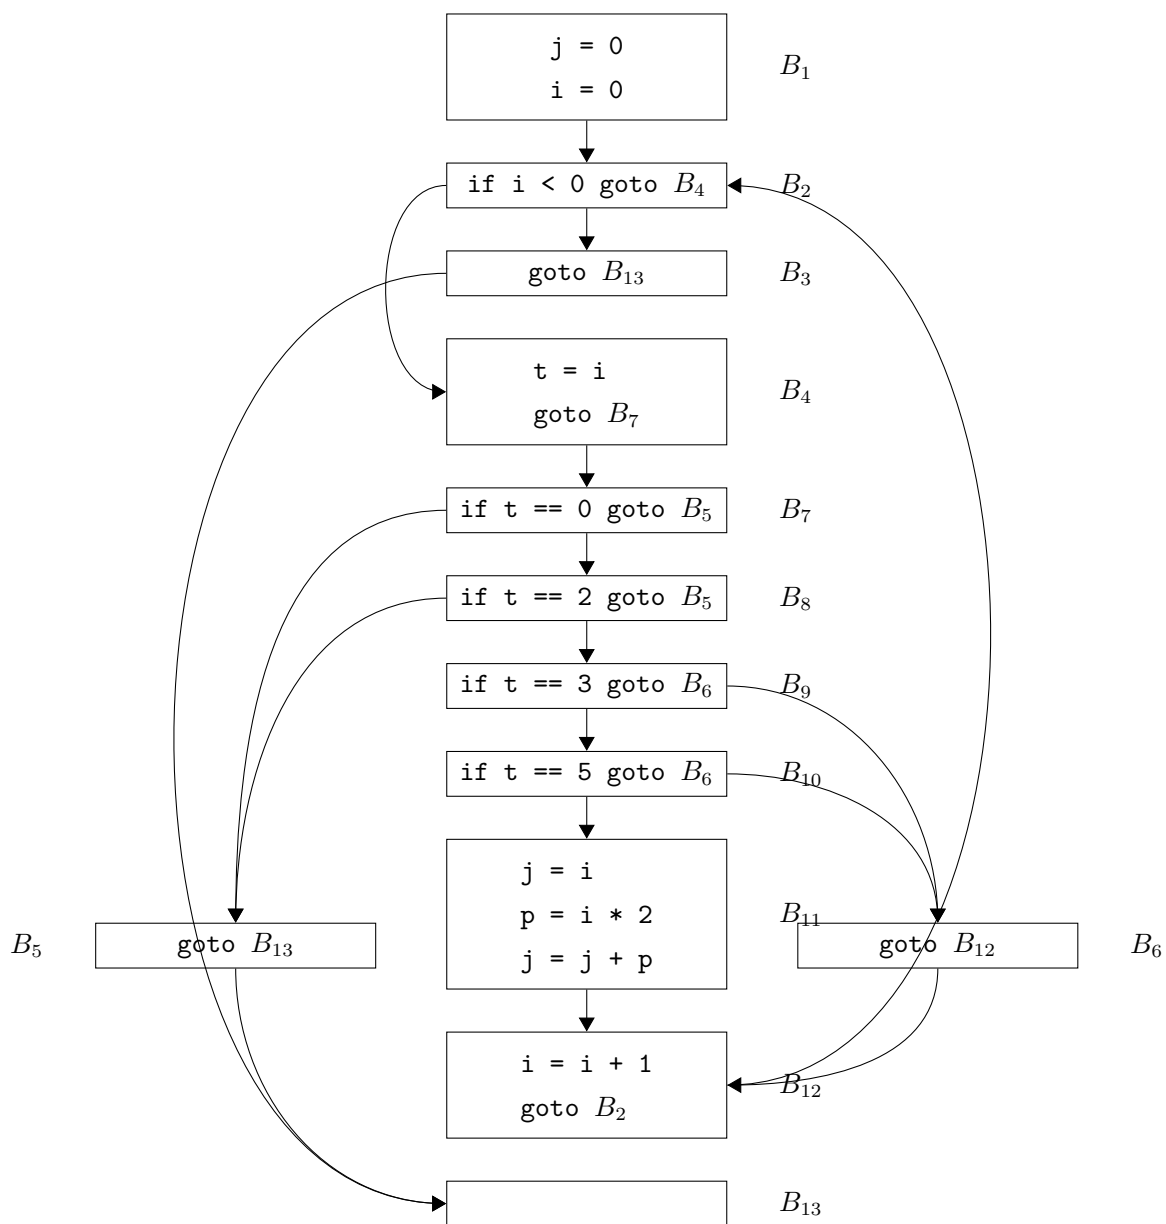 j = 0
i = 0
B₁
if i < 0 goto B₄
B₂
goto B₁₃
B₃
t = i
goto B₇
B₄
if t == 0 goto B₅
B₇
if t == 2 goto B₅
B₈
if t == 3 goto B₆
B₉
if t == 5 goto B₆
B₁₀
j = i
p = i * 2
j = j + p
B₁₁
B₅
goto B₁₃
goto B₁₂
B₆
i = i + 1
goto B₂
B₁₂
B₁₃